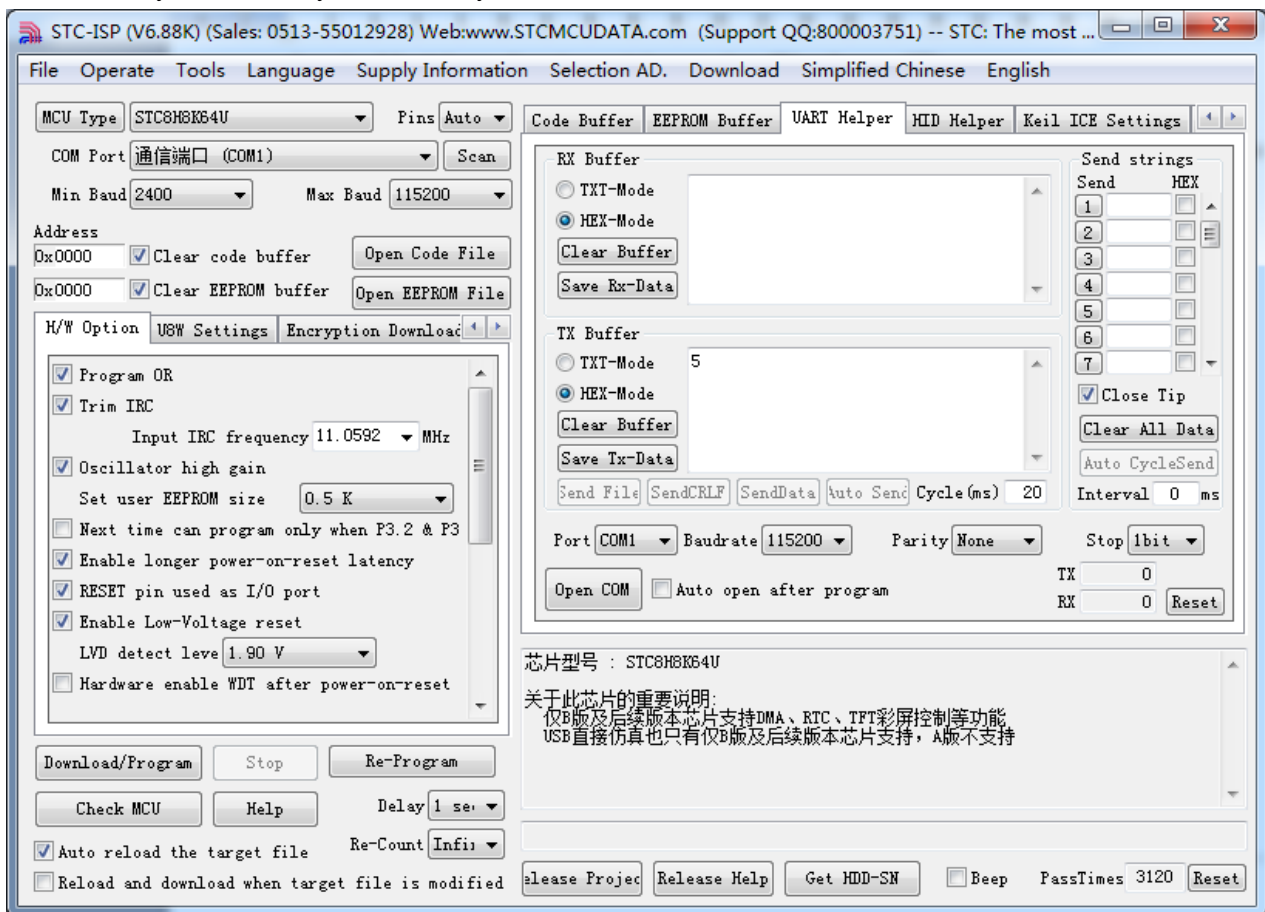 STC-ISP (V6.88K) (Sales: 0513-55012928) Web:www.STCMCUDATA.com (Support QQ:800003751) -- STC: The most ...
File Operate Tools Language Supply Information Selection AD. Download Simplified Chinese English
MCU Type STC8H8K64U Pins Auto
COM Port 通信端口 (COM1) Scan
Min Baud 2400 Max Baud 115200
Address
0x0000 Clear code buffer Open Code File
0x0000 Clear EEPROM buffer Open EEPROM File
H/W Option U8W Settings Encryption Download
Program OR
Trim IRC
Input IRC frequency 11.0592 MHz
Oscillator high gain
Set user EEPROM size 0.5 K
Next time can program only when P3.2 & P3
Enable longer power-on-reset latency
RESET pin used as I/O port
Enable Low-Voltage reset
LVD detect leve 1.90 V
Hardware enable WDT after power-on-reset
Download/Program Stop Re-Program
Check MCU Help Delay 1 se
Auto reload the target file Re-Count Infi
Reload and download when target file is modified
Code Buffer EEPROM Buffer UART Helper HID Helper Keil ICE Settings
RX Buffer
TXT-Mode
HEX-Mode
Clear Buffer
Save Rx-Data
TX Buffer
TXT-Mode 5
HEX-Mode
Clear Buffer
Save Tx-Data
Send File SendCRLF SendData Auto Send Cycle(ms) 20
Send strings
Send HEX
1
2
3
4
5
6
7
Close Tip
Clear All Data
Auto CycleSend
Interval 0 ms
Port COM1 Baudrate 115200 Parity None Stop 1bit
Open COM Auto open after program
TX 0
RX 0 Reset
芯片型号 : STC8H8K64U
关于此芯片的重要说明:
仅B版及后续版本芯片支持DMA、RTC、TFT彩屏控制等功能
USB直接仿真也只有仅B版及后续版本芯片支持，A版不支持
elease Projec Release Help Get HDD-SN Beep PassTimes 3120 Reset